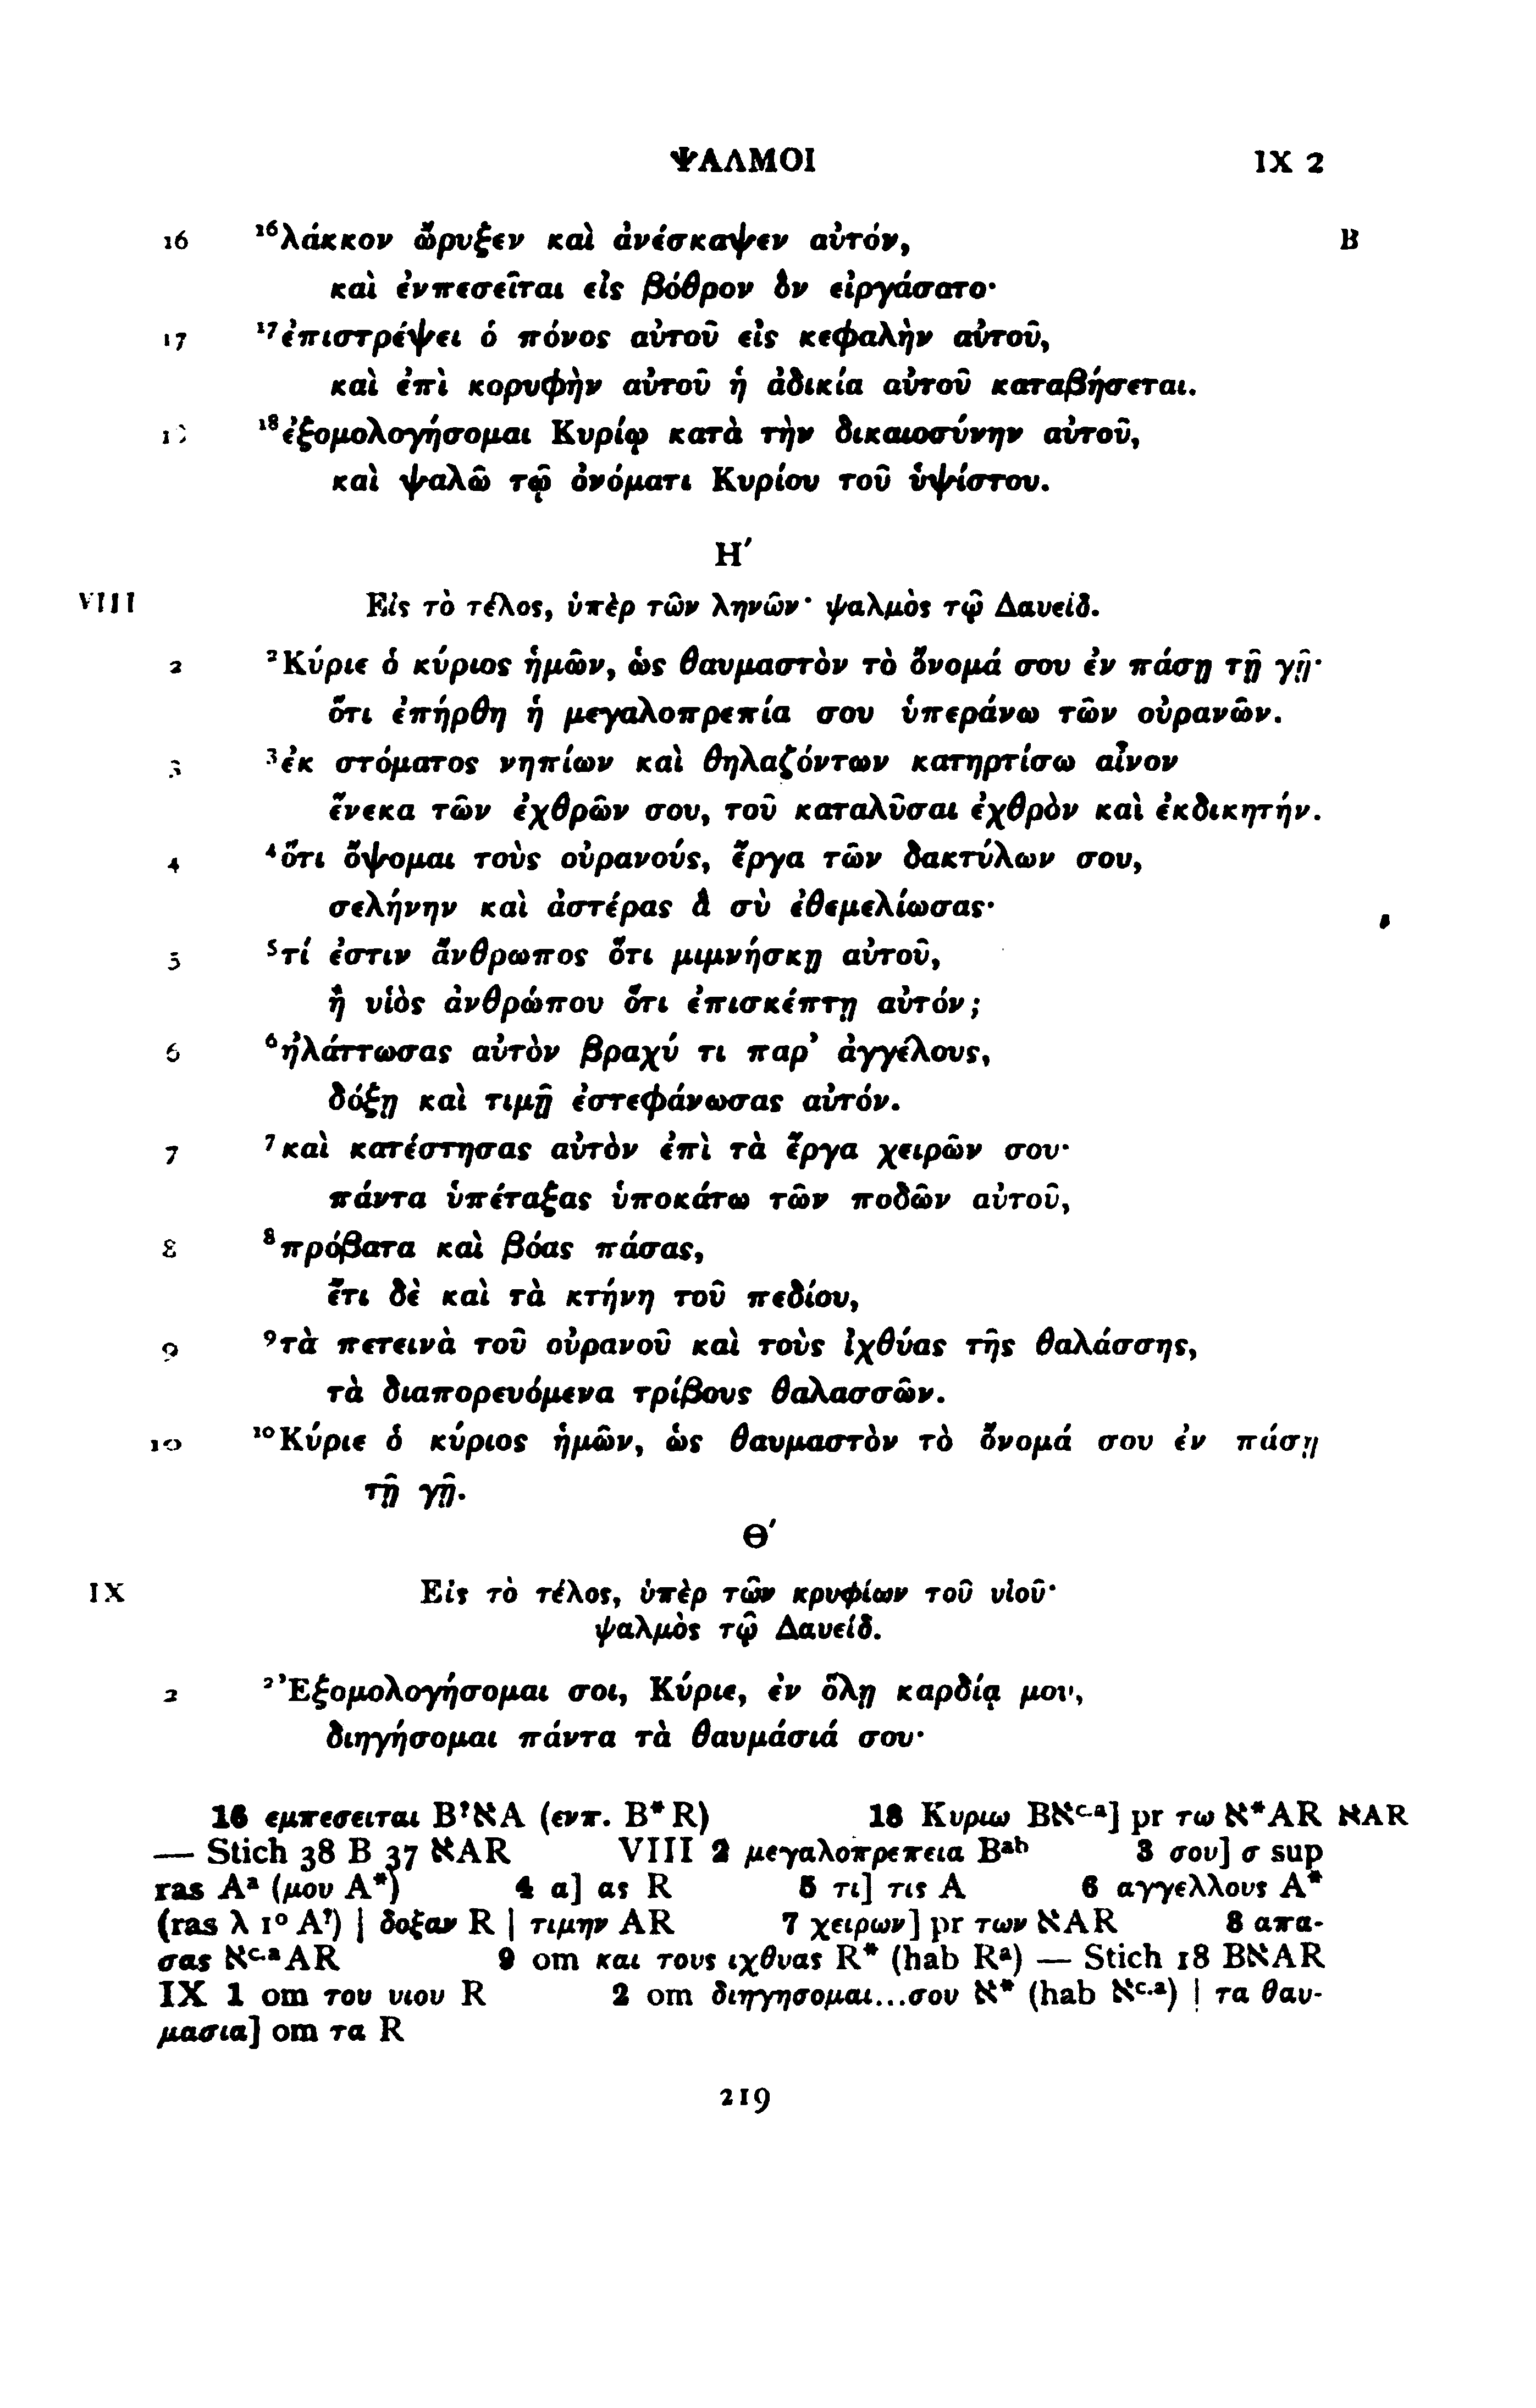 ΨΑΛΜΟΙ IX 2
16 ¹⁶λάκκον ὤρυξεν καὶ ἀνέσκαψεν αὐτόν, B
καὶ ἐνπεσεῖται εἰς βόθρον ὃν εἰργάσατο·
17 ¹⁷ἐπιστρέψει ὁ πόνος αὐτοῦ εἰς κεφαλὴν αὐτοῦ,
καὶ ἐπὶ κορυφὴν αὐτοῦ ἡ ἀδικία αὐτοῦ καταβήσεται.
¹⁸ἐξομολογήσομαι Κυρίῳ κατὰ τὴν δικαιοσύνην αὐτοῦ,
καὶ ψαλῶ τῷ ὀνόματι Κυρίου τοῦ ὑψίστου.
Η′
VIII Εἰς τὸ τέλος, ὑπὲρ τῶν ληνῶν· ψαλμὸς τῷ Δαυείδ.
2 ²Κύριε ὁ κύριος ἡμῶν, ὡς θαυμαστὸν τὸ ὄνομά σου ἐν πάσῃ τῇ γῇ·
ὅτι ἐπήρθη ἡ μεγαλοπρεπία σου ὑπεράνω τῶν οὐρανῶν.
3 ³ἐκ στόματος νηπίων καὶ θηλαζόντων κατηρτίσω αἶνον
ἕνεκα τῶν ἐχθρῶν σου, τοῦ καταλῦσαι ἐχθρὸν καὶ ἐκδικητήν.
4 ⁴ὅτι ὄψομαι τοὺς οὐρανούς, ἔργα τῶν δακτύλων σου,
σελήνην καὶ ἀστέρας ἃ σὺ ἐθεμελίωσας·
5 ⁵τί ἐστιν ἄνθρωπος ὅτι μιμνήσκῃ αὐτοῦ,
ἢ υἱὸς ἀνθρώπου ὅτι ἐπισκέπτῃ αὐτόν;
6 ⁶ἠλάττωσας αὐτὸν βραχύ τι παρ’ ἀγγέλους,
δόξῃ καὶ τιμῇ ἐστεφάνωσας αὐτόν.
7 ⁷καὶ κατέστησας αὐτὸν ἐπὶ τὰ ἔργα χειρῶν σου·
πάντα ὑπέταξας ὑποκάτω τῶν ποδῶν αὐτοῦ,
8 ⁸πρόβατα καὶ βόας πάσας,
ἔτι δὲ καὶ τὰ κτήνη τοῦ πεδίου,
9 ⁹τὰ πετεινὰ τοῦ οὐρανοῦ καὶ τοὺς ἰχθύας τῆς θαλάσσης,
τὰ διαπορευόμενα τρίβους θαλασσῶν.
10 ¹⁰Κύριε ὁ κύριος ἡμῶν, ὡς θαυμαστὸν τὸ ὄνομά σου ἐν πάσῃ
τῇ γῇ.
Θ′
IX Εἰς τὸ τέλος, ὑπὲρ τῶν κρυφίων τοῦ υἱοῦ·
ψαλμὸς τῷ Δαυείδ.
2 ²Ἐξομολογήσομαι σοι, Κύριε, ἐν ὅλῃ καρδίᾳ μου,
διηγήσομαι πάντα τὰ θαυμάσιά σου·
16 εμπεσειται B?ℵA (ενπ. B*R) 18 Κυριω Bℵc.a] pr τω ℵ*AR ℵAR
— Stich 38 B 37 ℵAR VIII 2 μεγαλοπρεπεια Bab 3 σου] σ sup
ras Aa (μου A*) 4 α] ας R 5 τι] τις A 6 αγγελλους A*
(ras λ 1° A?) | δοξαν R | τιμην AR 7 χειρων] pr των ℵAR 8 απα-
σας ℵc.aAR 9 om και τους ιχθυας R* (hab Ra) — Stich 18 BℵAR
IX 1 om του υιου R 2 om διηγησομαι...σου ℵ* (hab ℵc.a) | τα θαυ-
μασια] om τα R
219